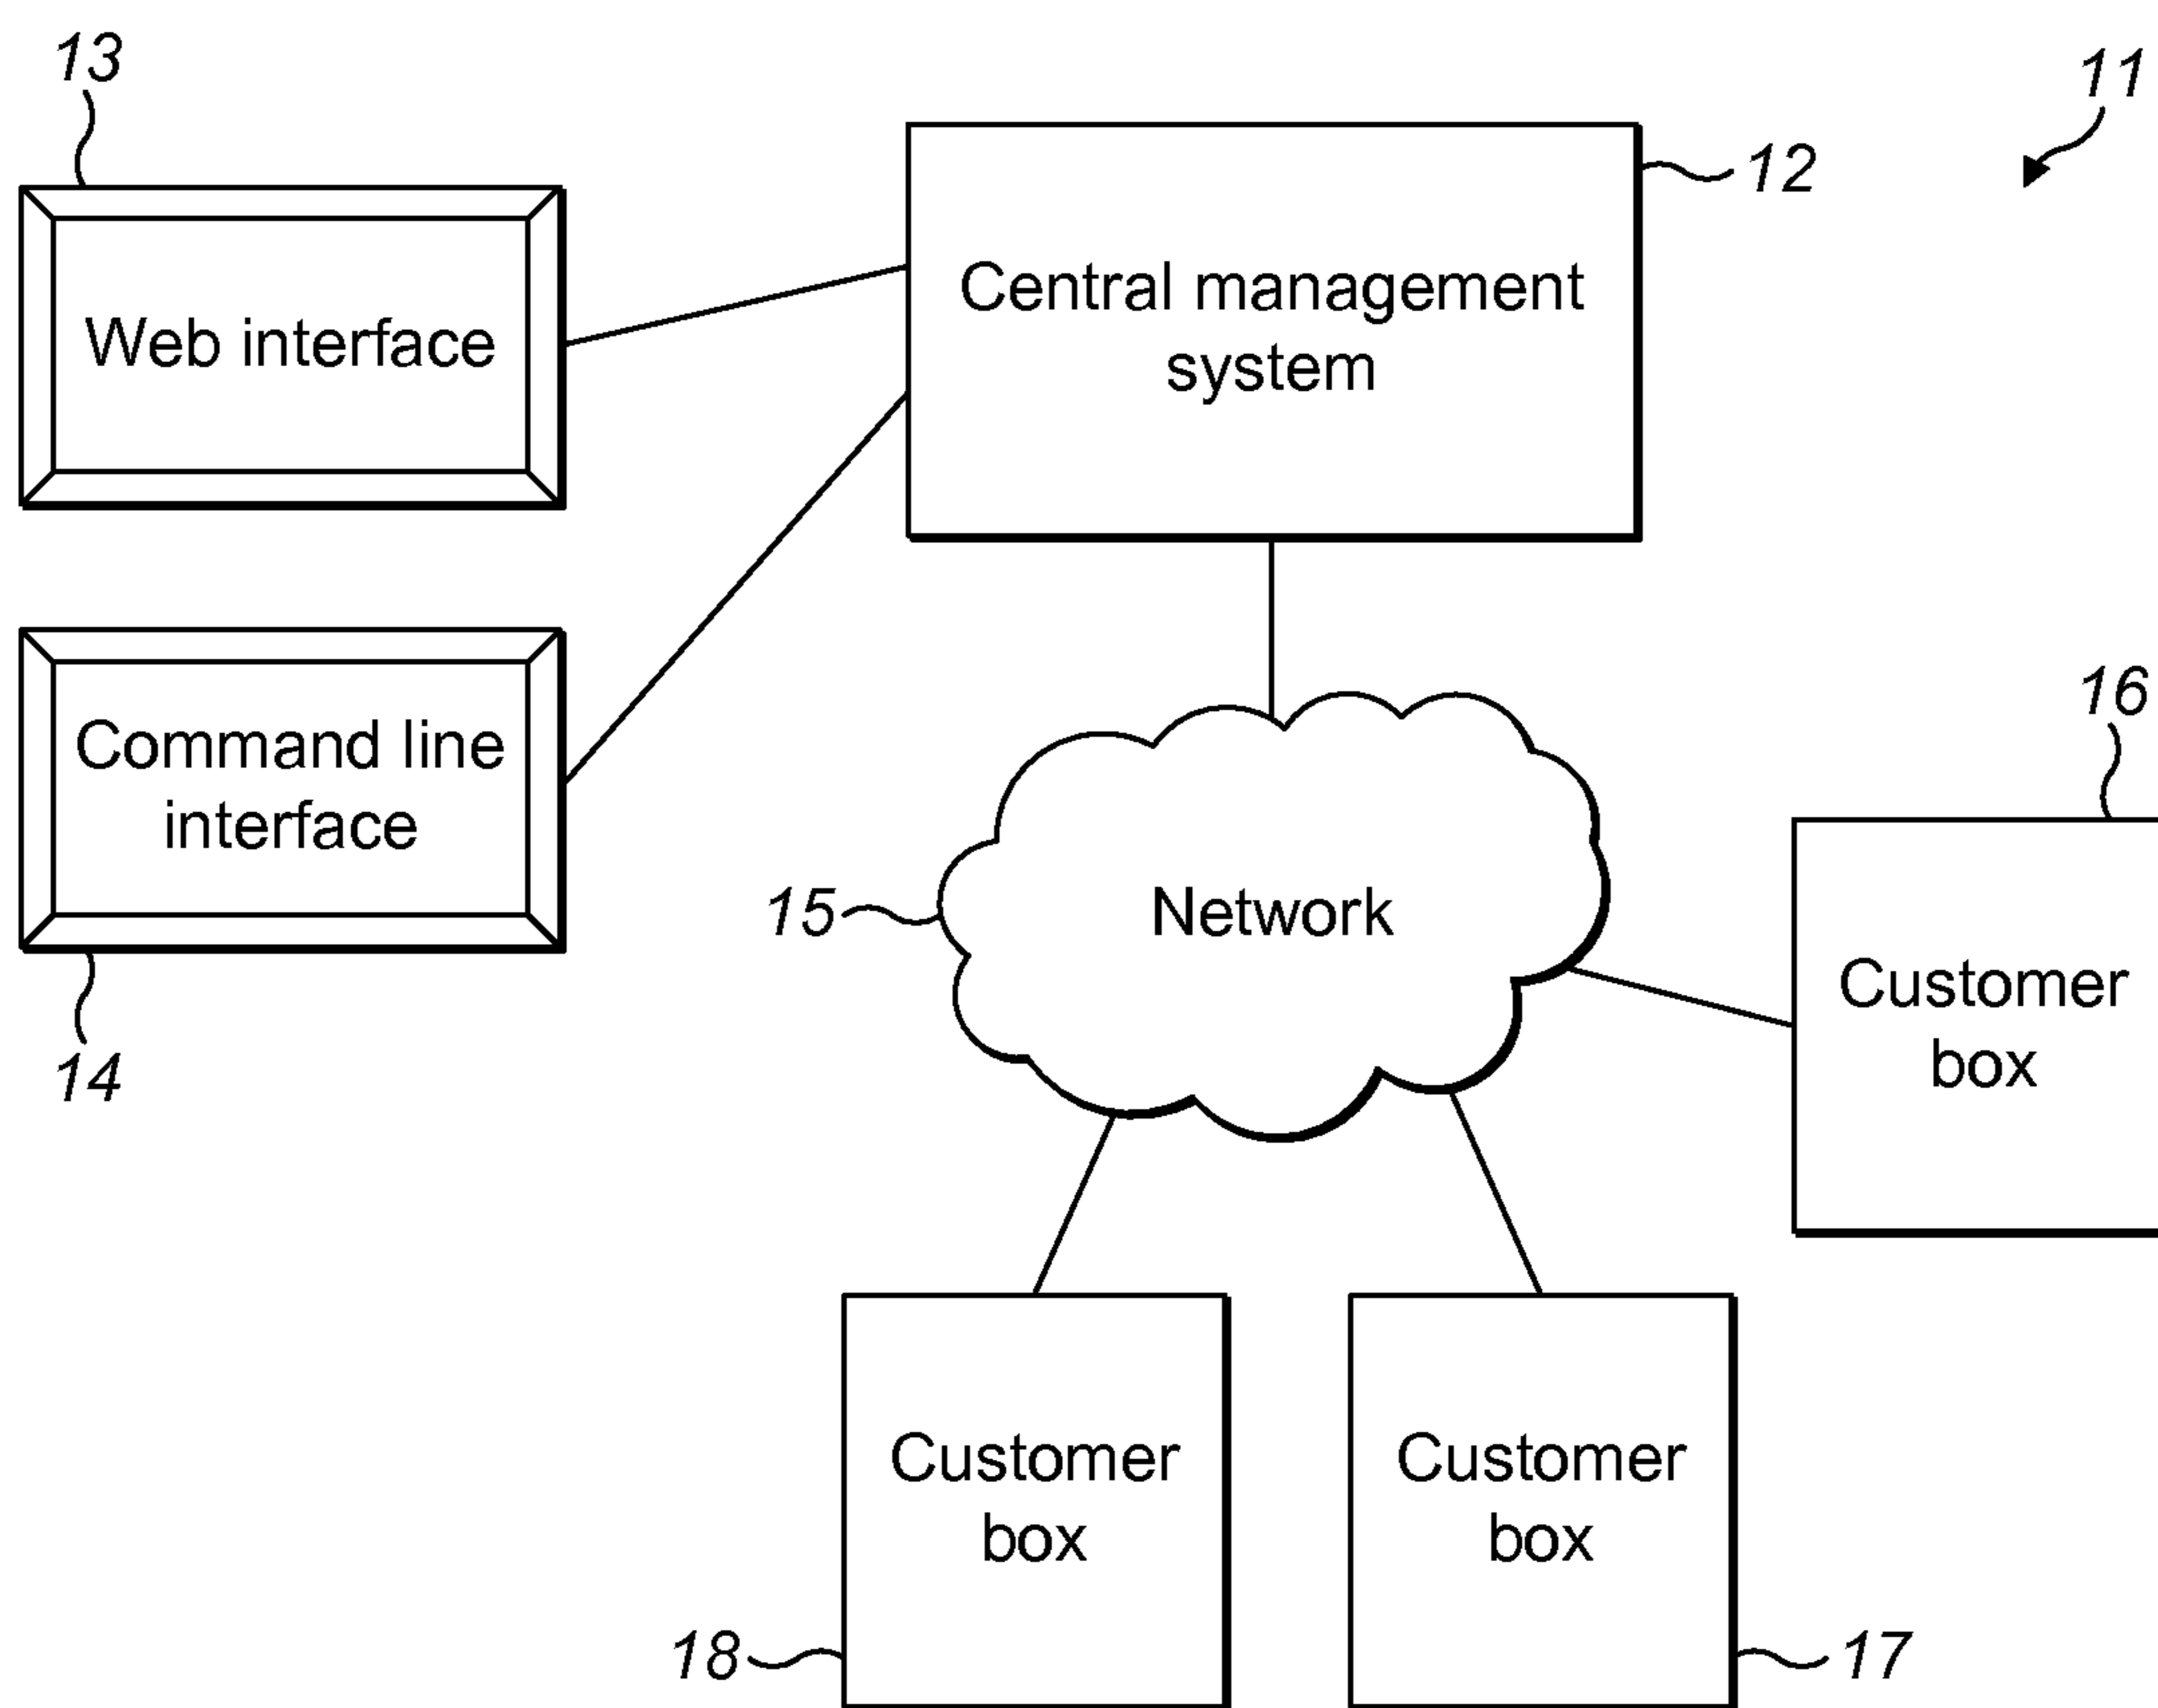 13
11
12
Web interface
Central management
system
Command line
interface
16
15
Network
Customer
box
14
Customer
box
Customer
box
18
17